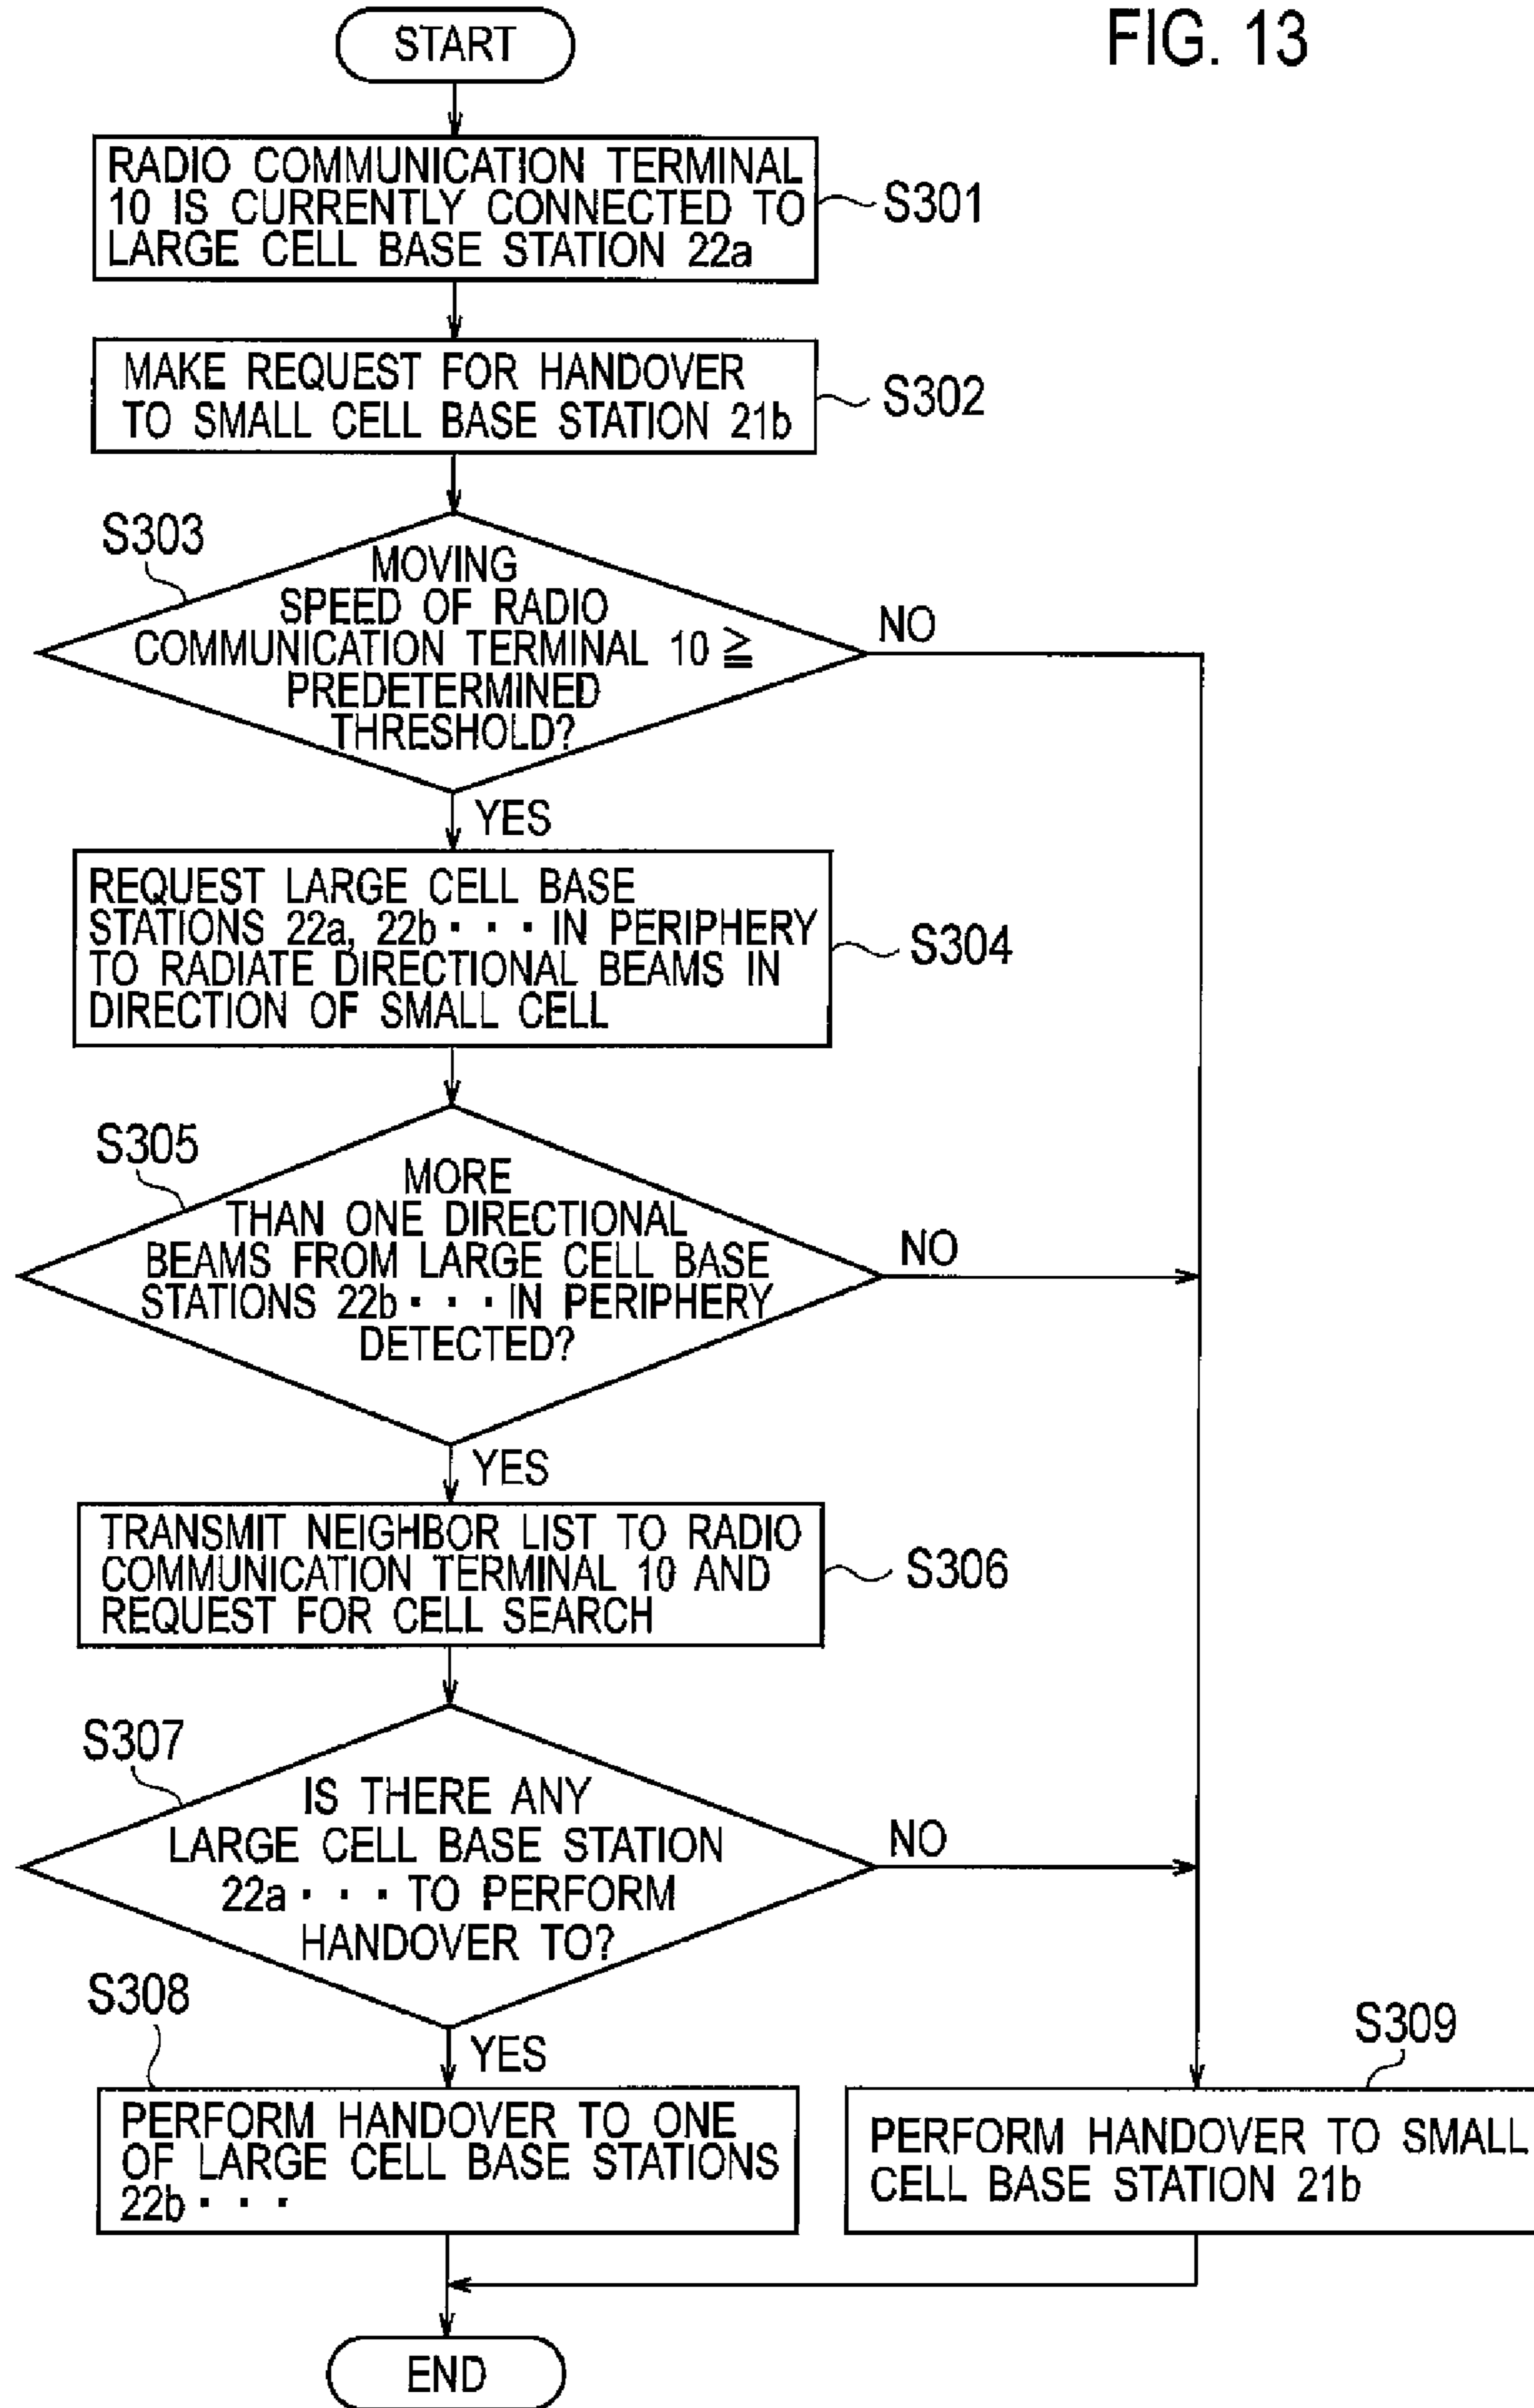 FIG. 13
START
RADIO COMMUNICATION TERMINAL
10 IS CURRENTLY CONNECTED TO
LARGE CELL BASE STATION 22a
S301
MAKE REQUEST FOR HANDOVER
TO SMALL CELL BASE STATION 21b
S302
S303
MOVING
SPEED OF RADIO
COMMUNICATION TERMINAL 10 ≧
PREDETERMINED
THRESHOLD?
NO
YES
REQUEST LARGE CELL BASE
STATIONS 22a, 22b・・・IN PERIPHERY
TO RADIATE DIRECTIONAL BEAMS IN
DIRECTION OF SMALL CELL
S304
S305
MORE
THAN ONE DIRECTIONAL
BEAMS FROM LARGE CELL BASE
STATIONS 22b・・・IN PERIPHERY
DETECTED?
NO
YES
TRANSMIT NEIGHBOR LIST TO RADIO
COMMUNICATION TERMINAL 10 AND
REQUEST FOR CELL SEARCH
S306
S307
IS THERE ANY
LARGE CELL BASE STATION
22a・・・TO PERFORM
HANDOVER TO?
NO
YES
S308
PERFORM HANDOVER TO ONE
OF LARGE CELL BASE STATIONS
22b・・・
S309
PERFORM HANDOVER TO SMALL
CELL BASE STATION 21b
END